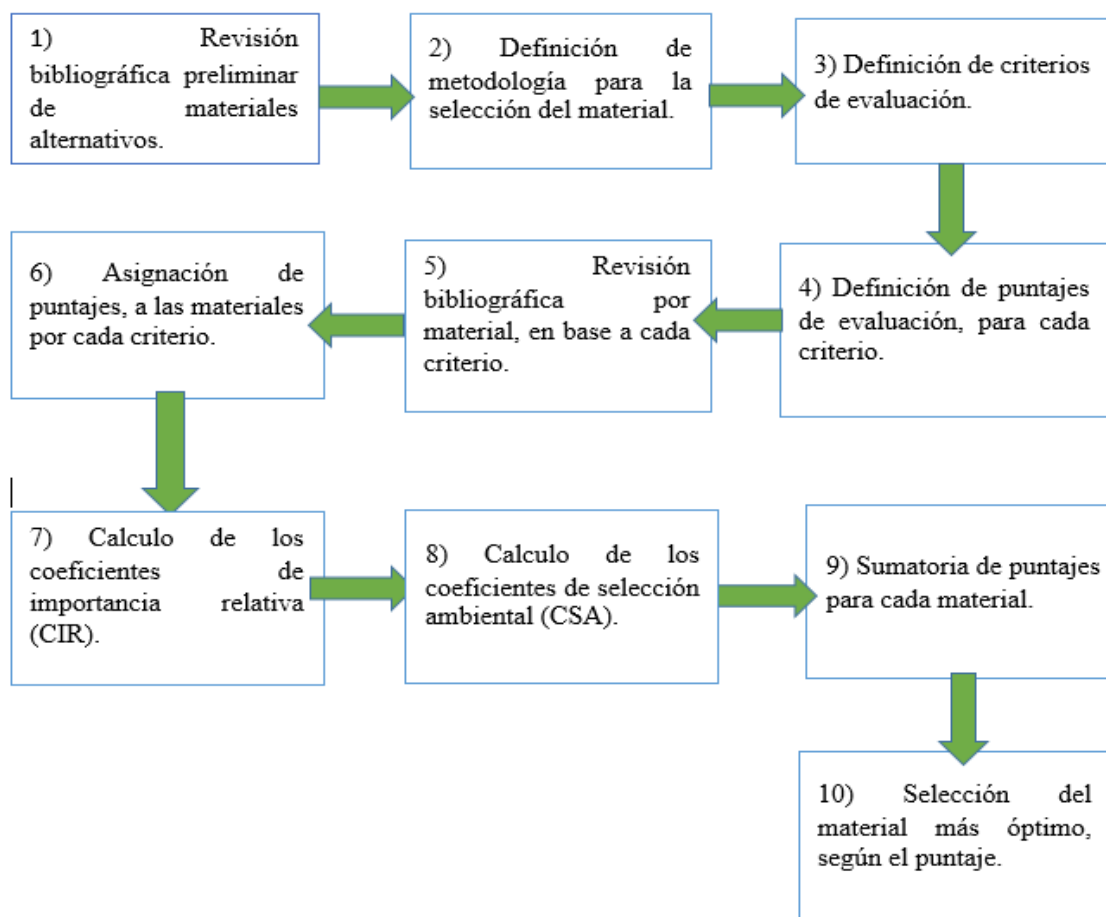 1) Revisión
bibliográfica preliminar
de materiales
alternativos.
2) Definición de
metodología para la
selección del material.
3) Definición de criterios
de evaluación.
4) Definición de puntajes
de evaluación, para cada
criterio.
5) Revisión
bibliográfica por
material, en base a cada
criterio.
6) Asignación de
puntajes, a las materiales
por cada criterio.
7) Calculo de los
coeficientes de
importancia relativa
(CIR).
8) Calculo de los
coeficientes de selección
ambiental (CSA).
9) Sumatoria de puntajes
para cada material.
10) Selección del
material más óptimo,
según el puntaje.